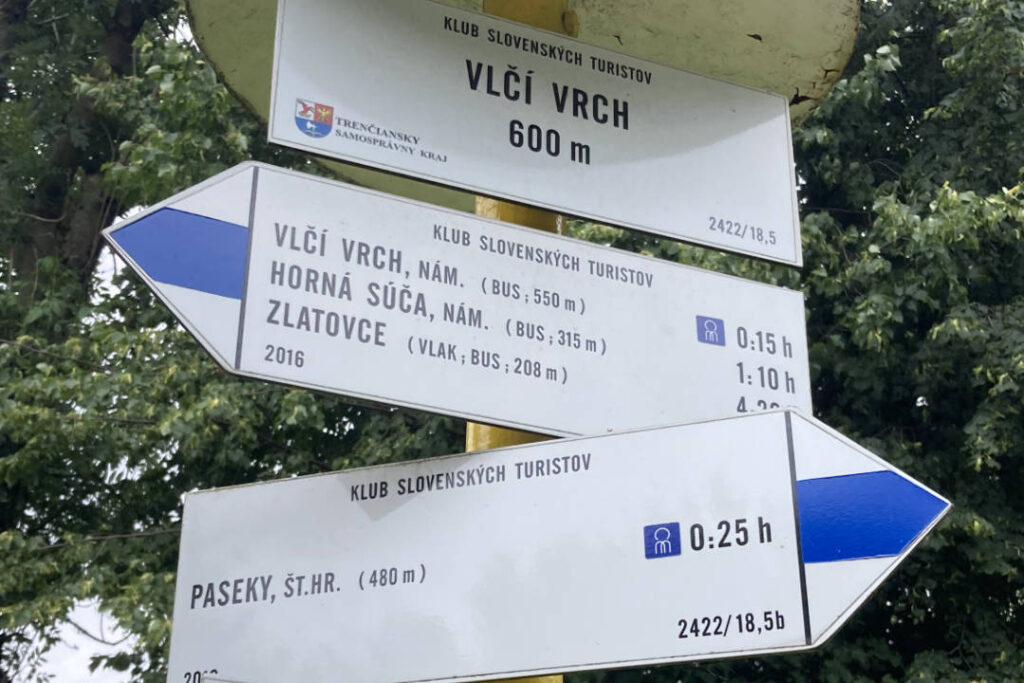 KLUB SLOVENSKÝCH TURISTOV
VLČÍ VRCH
600 m
TRENČIANSKY
SAMOSPRÁVNY KRAJ
2422/18,5
KLUB SLOVENSKÝCH TURISTOV
VLČÍ VRCH, NÁM. (BUS; 550 m) 0:15 h
HORNÁ SÚČA, NÁM. (BUS; 315 m) 1:10 h
ZLATOVCE (VLAK; BUS; 208 m)
2016
KLUB SLOVENSKÝCH TURISTOV
0:25 h
PASEKY, ŠT.HR. (480 m)
2422/18,5b